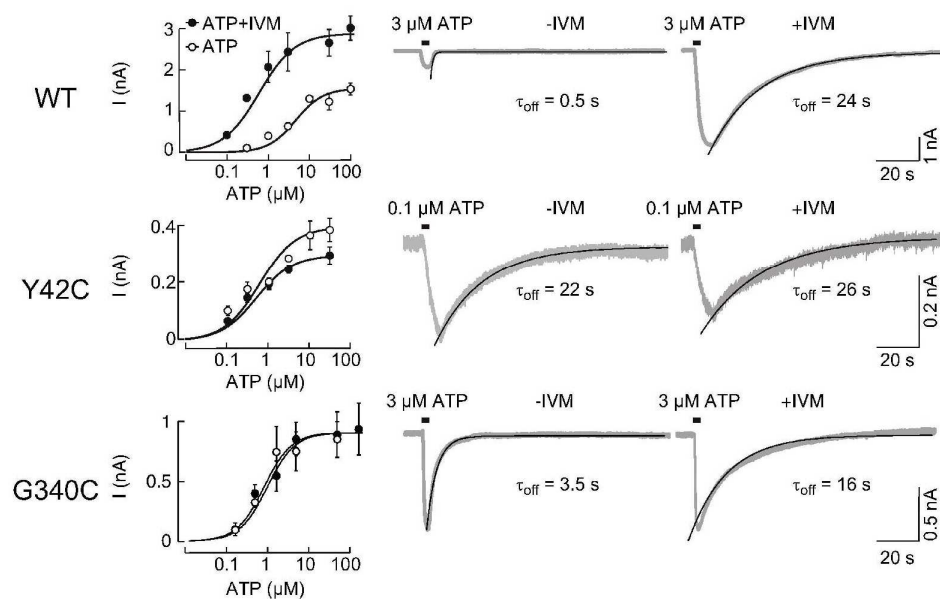 WT
I (nA)
3
2
1
0
ATP+IVM
ATP
0.1 1 10 100
ATP (µM)
3 µM ATP -IVM
τoff = 0.5 s
3 µM ATP +IVM
τoff = 24 s
1 nA
20 s
Y42C
I (nA)
0.4
0.2
0
0.1 1 10 100
ATP (µM)
0.1 µM ATP -IVM
τoff = 22 s
0.1 µM ATP +IVM
τoff = 26 s
0.2 nA
20 s
G340C
I (nA)
1
0.5
0
0.1 1 10 100
ATP (µM)
3 µM ATP -IVM
τoff = 3.5 s
3 µM ATP +IVM
τoff = 16 s
0.5 nA
20 s